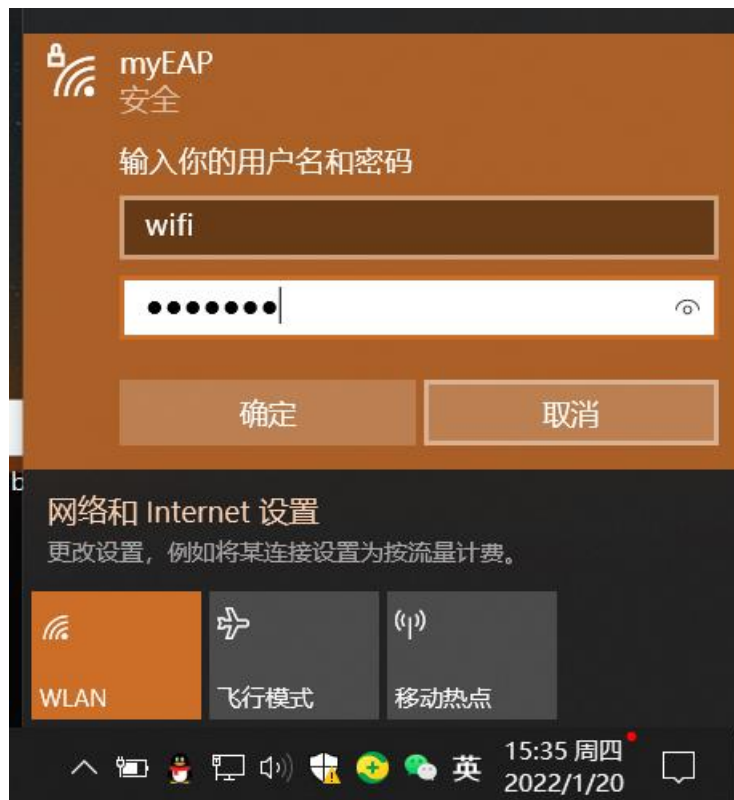 myEAP
安全
输入你的用户名和密码
wifi
●●●●●●●
确定
取消
b
网络和 Internet 设置
更改设置，例如将某连接设置为按流量计费。
WLAN
飞行模式
移动热点
英
15:35 周四
2022/1/20